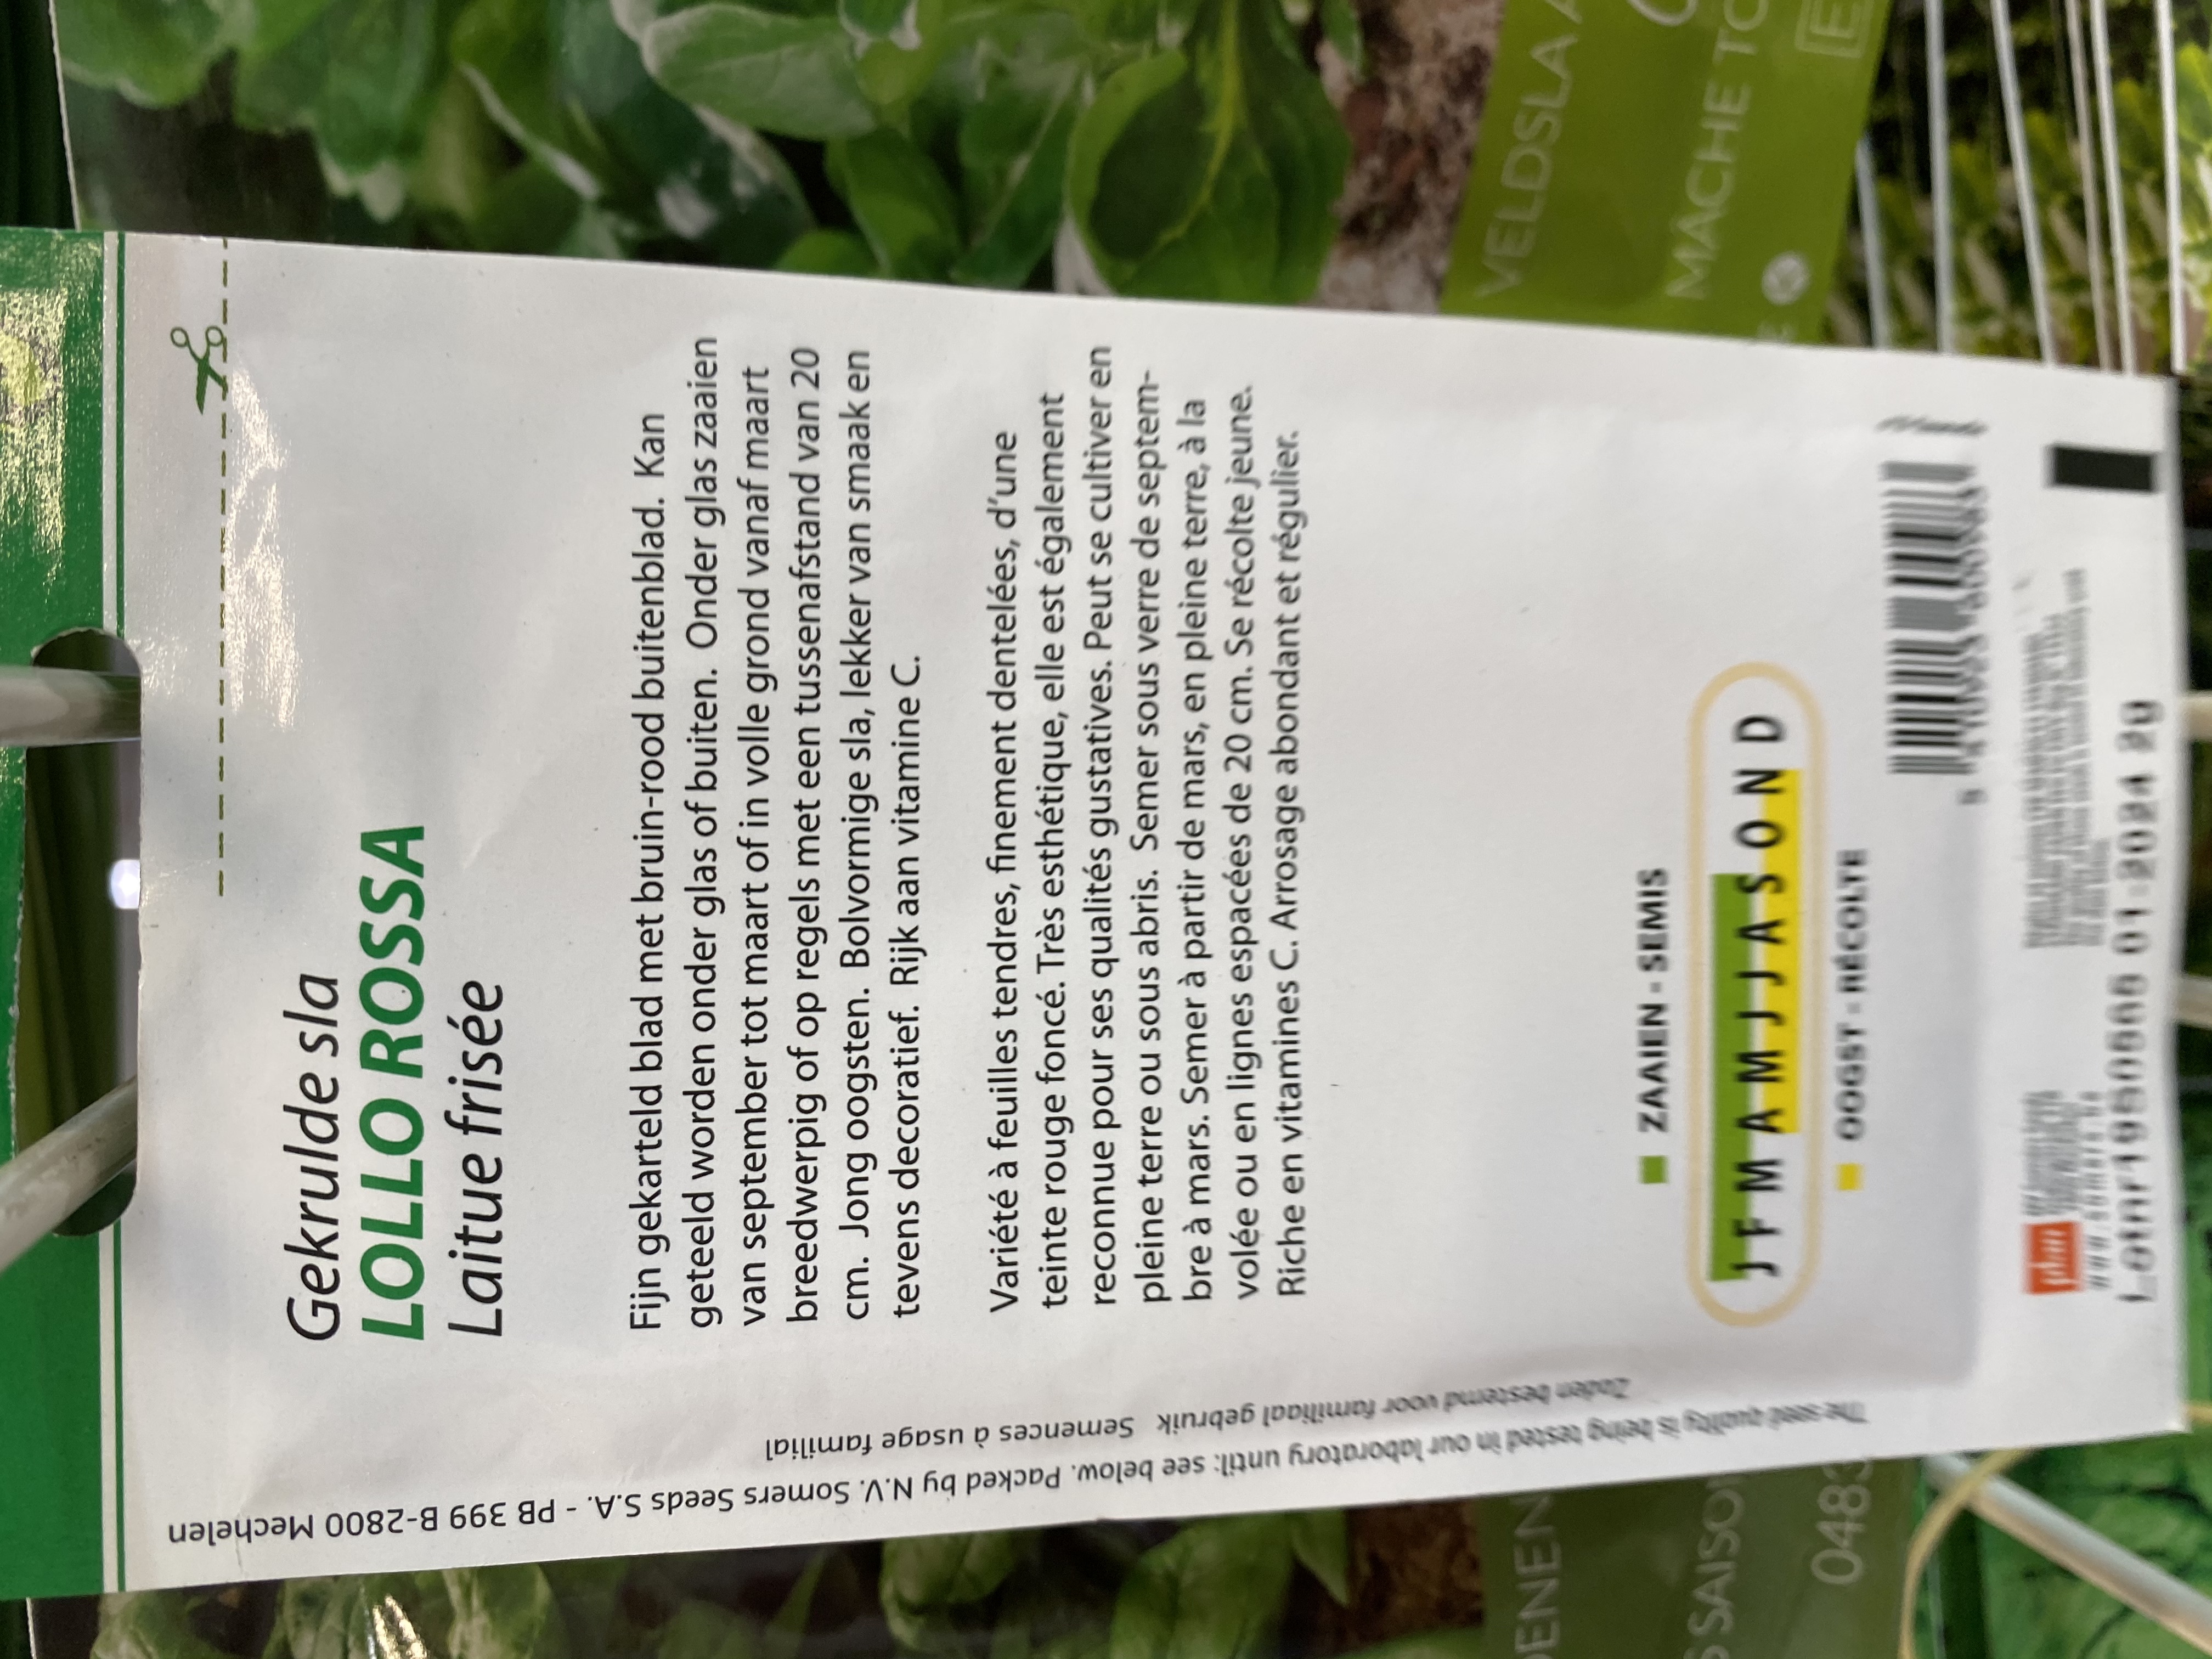 Gekrulde sla
LOLLO ROSSA
Laitue frisée
Fijn gekarteld blad met bruin-rood buitenblad. Kan
geteeld worden onder glas of buiten. Onder glas zaaien
van september tot maart of in volle grond vanaf maart
breedwerpig of op regels met een tussenafstand van 20
cm. Jong oogsten. Bolvormige sla, lekker van smaak en
tevens decoratief. Rijk aan vitamine C.
Variété à feuilles tendres, finement dentelées, d'une
teinte rouge foncé. Très esthétique, elle est également
reconnue pour ses qualités gustatives. Peut se cultiver en
pleine terre ou sous abris. Semer sous verre de septem-
bre à mars. Semer à partir de mars, en pleine terre, à la
volée ou en lignes espacées de 20 cm. Se récolte jeune.
Riche en vitamines C. Arrosage abondant et régulier.
ZAAIEN - SEMIS
J F M A M J J A S O N D
OOGST - RÉCOLTE
01-2024 2g
Zaden bestemd voor familiaal gebruik Semences à usage familial
The seed quality is being tested in our laboratory until: see below. Packed by N.V. Somers Seeds S.A. - PB 399 B-2800 Mechelen
VELDSLA
MÂCHE
SAISO
048